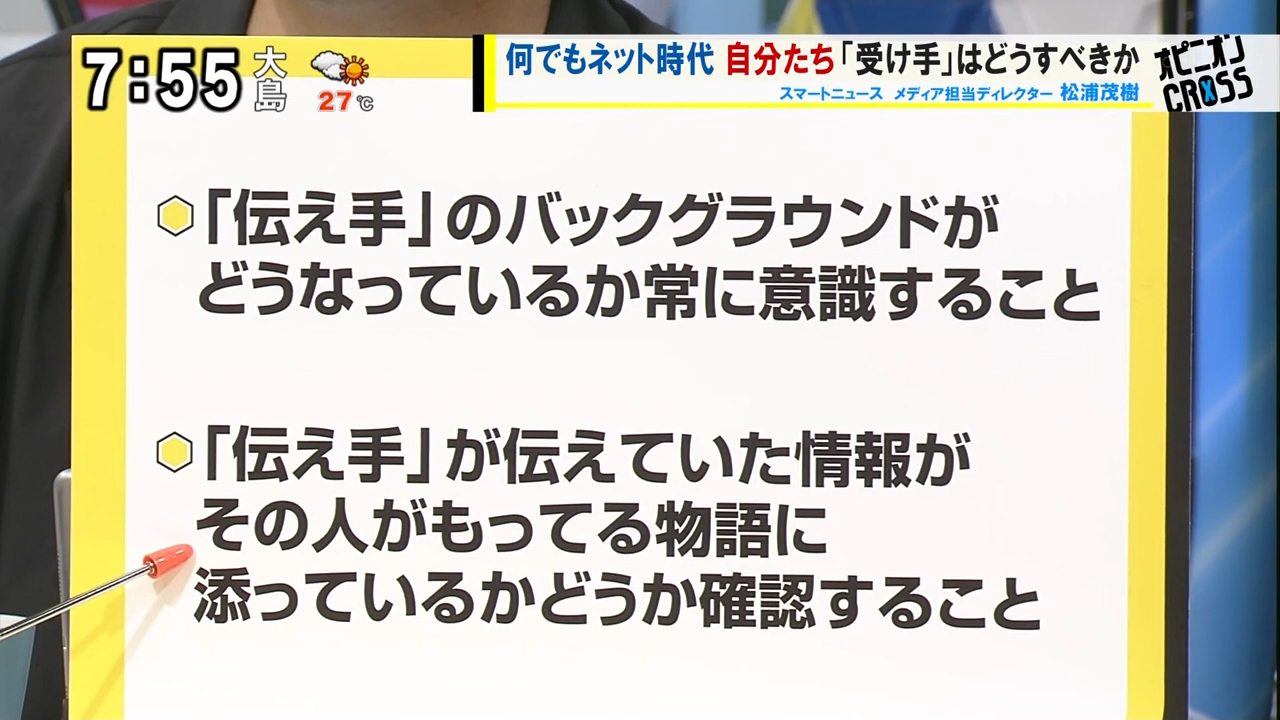 7:55
大島
27℃
何でもネット時代 自分たち「受け手」はどうすべきか
スマートニュース メディア担当ディレクター 松浦茂樹
オピニオン
CROSS
「伝え手」のバックグラウンドが
どうなっているか常に意識すること
「伝え手」が伝えていた情報が
その人がもってる物語に
添っているかどうか確認すること